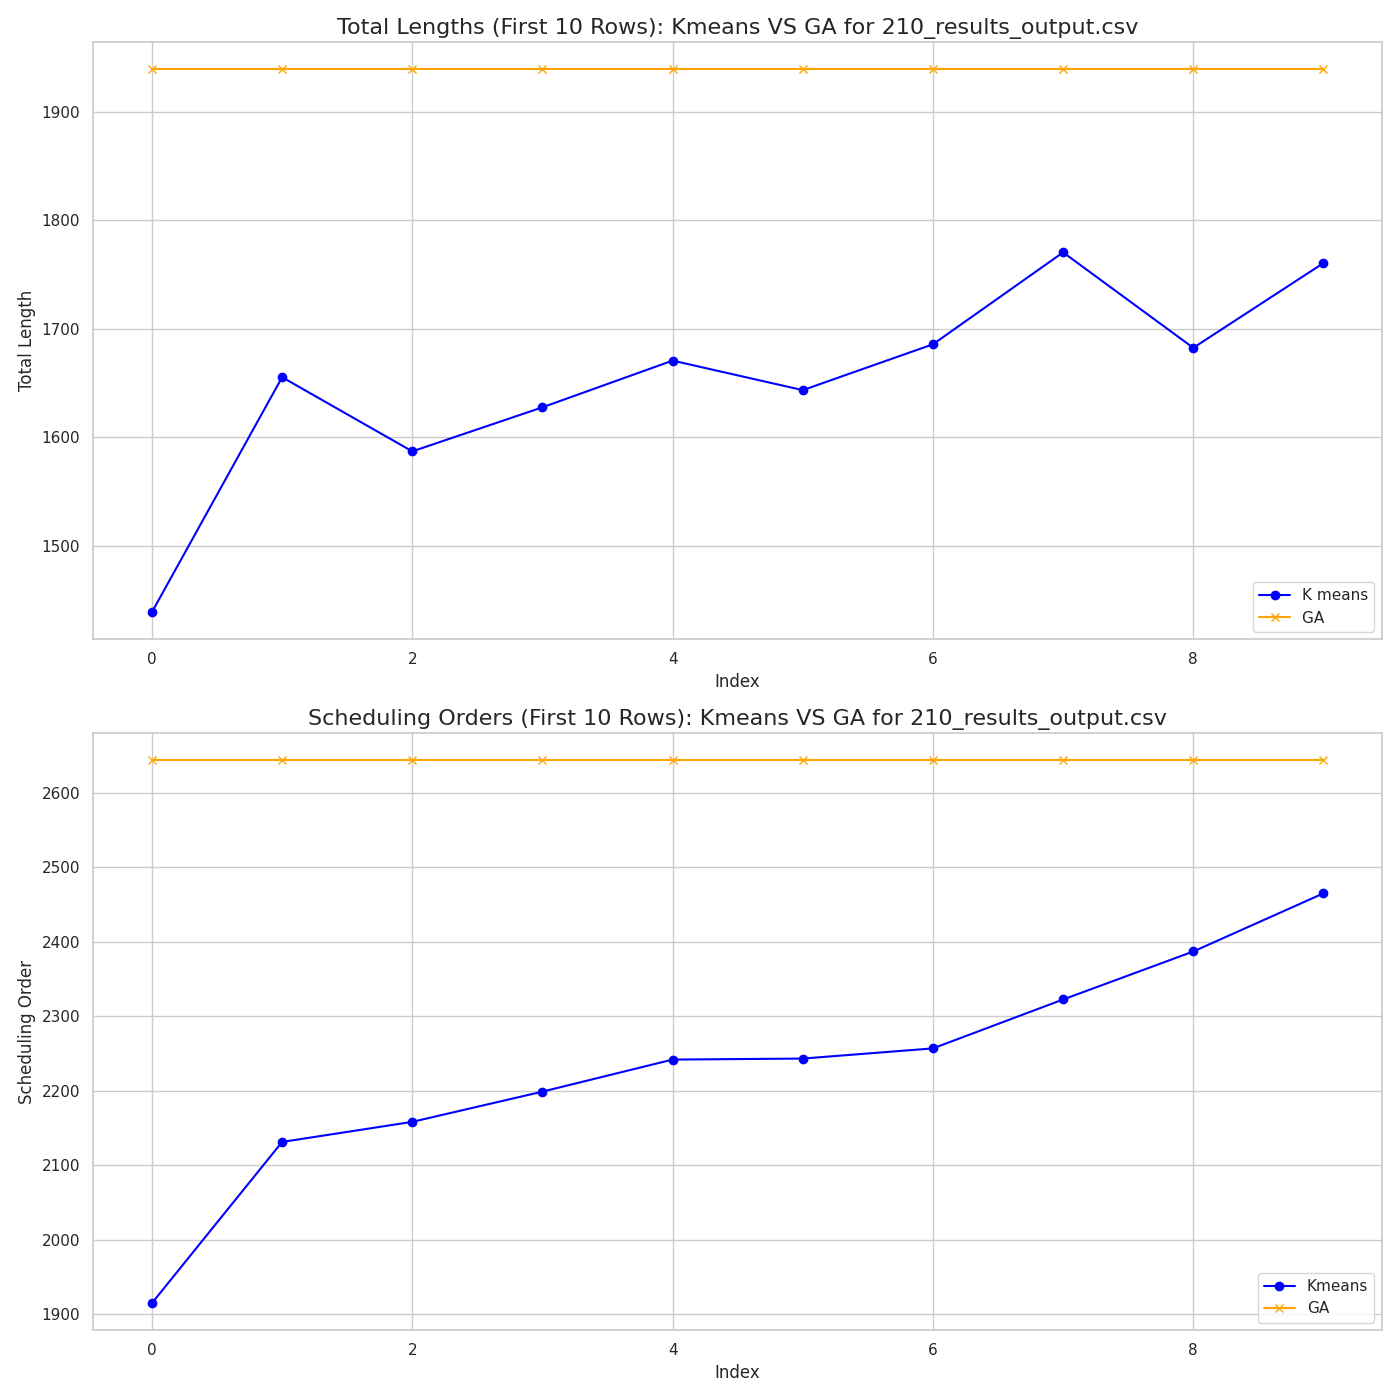 Total Lengths (First 10 Rows): Kmeans VS GA for 210_results_output.csv
1900
1800
1700
1600
1500
Total Length
K means
GA
0 2 4 6 8
Index
Scheduling Orders (First 10 Rows): Kmeans VS GA for 210_results_output.csv
2600
2500
2400
2300
2200
2100
2000
1900
Scheduling Order
Kmeans
GA
0 2 4 6 8
Index